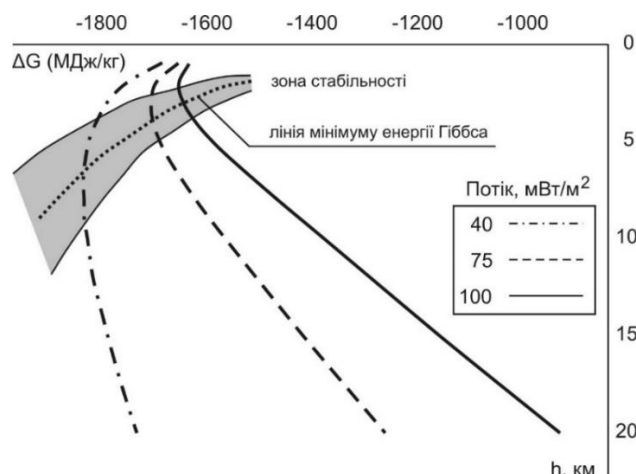 -1800 -1600 -1400 -1200 -1000
0
ΔG (МДж/кг)
зона стабільності
лінія мінімуму енергії Гіббса
5
Потік, мВт/м²
40
10
75
100
15
20
h, км